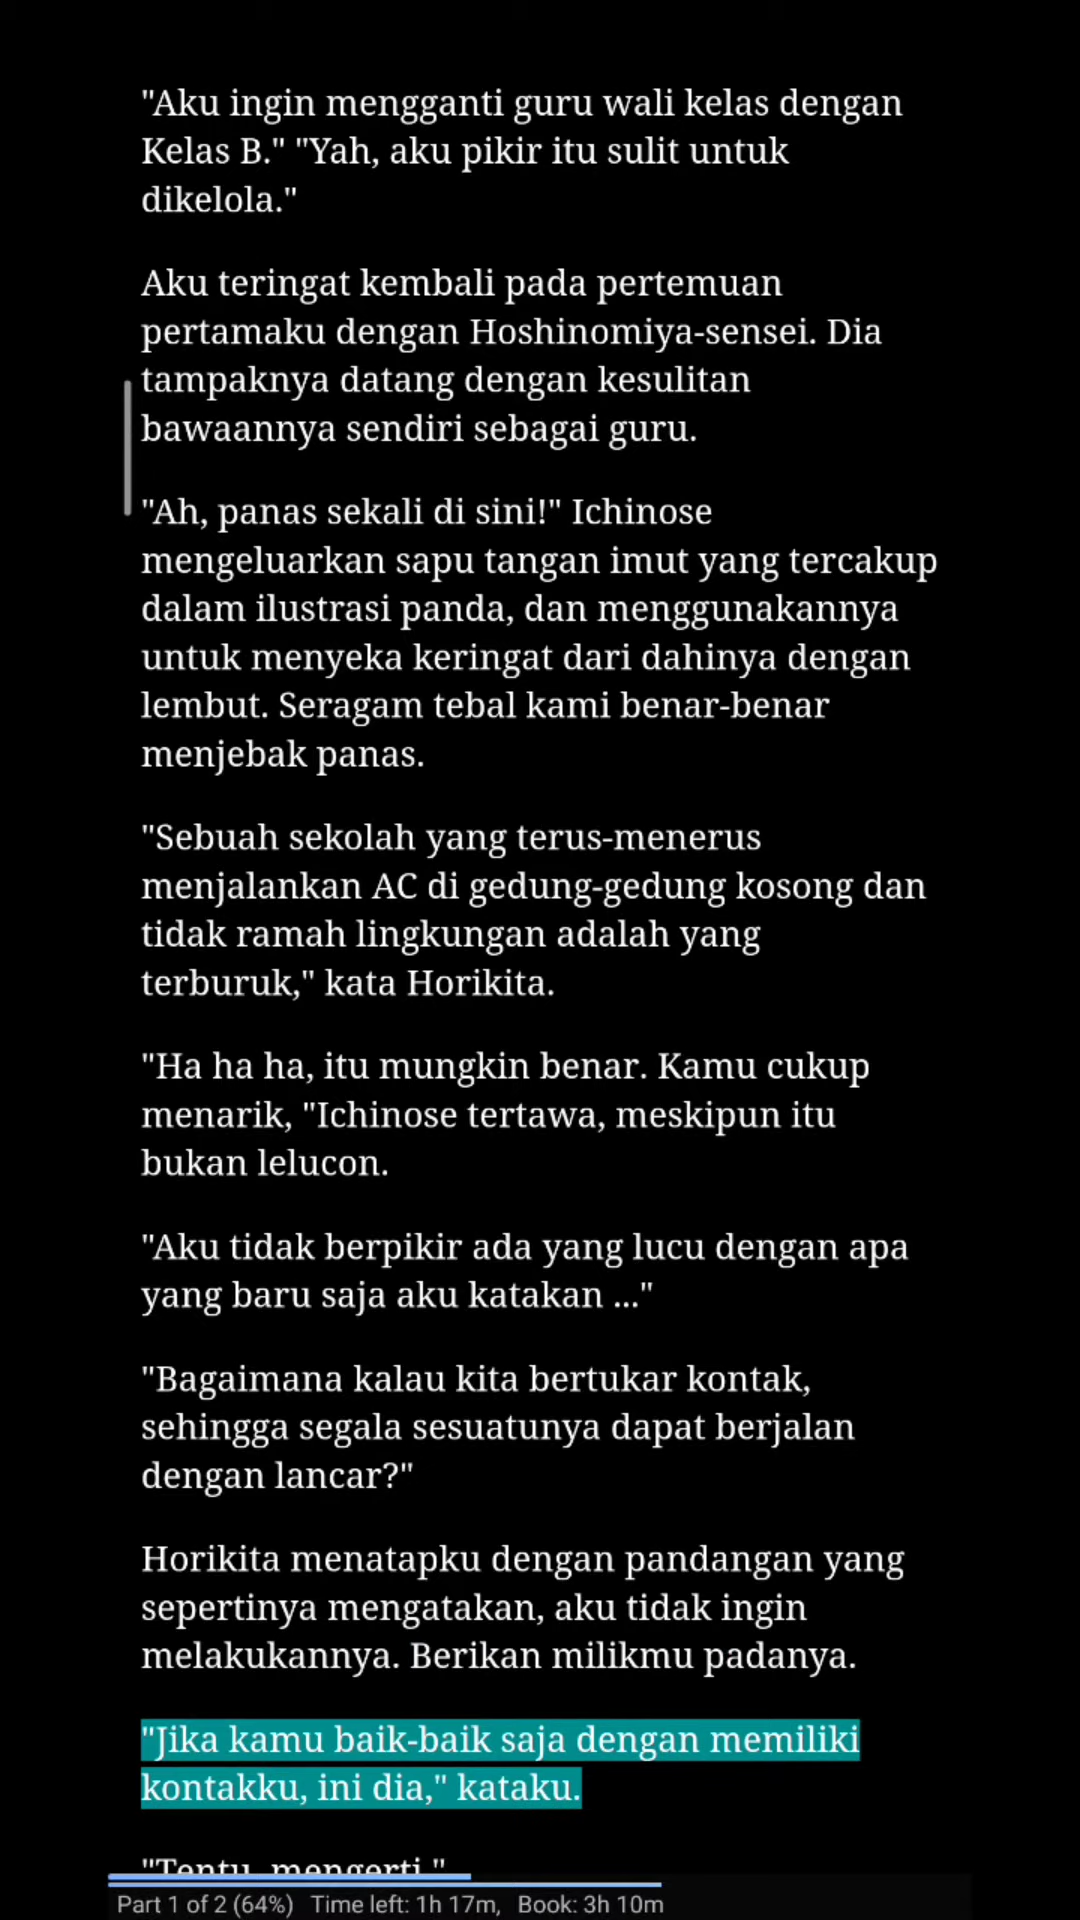 "Aku ingin mengganti guru wali kelas dengan
Kelas B." "Yah, aku pikir itu sulit untuk
dikelola."
Aku teringat kembali pada pertemuan
pertamaku dengan Hoshinomiya-sensei. Dia
tampaknya datang dengan kesulitan
bawaannya sendiri sebagai guru.
"Ah, panas sekali di sini!" Ichinose
mengeluarkan sapu tangan imut yang tercakup
dalam ilustrasi panda, dan menggunakannya
untuk menyeka keringat dari dahinya dengan
lembut. Seragam tebal kami benar-benar
menjebak panas.
"Sebuah sekolah yang terus-menerus
menjalankan AC di gedung-gedung kosong dan
tidak ramah lingkungan adalah yang
terburuk," kata Horikita.
"Ha ha ha, itu mungkin benar. Kamu cukup
menarik, "Ichinose tertawa, meskipun itu
bukan lelucon.
"Aku tidak berpikir ada yang lucu dengan apa
yang baru saja aku katakan ..."
"Bagaimana kalau kita bertukar kontak,
sehingga segala sesuatunya dapat berjalan
dengan lancar?"
Horikita menatapku dengan pandangan yang
sepertinya mengatakan, aku tidak ingin
melakukannya. Berikan milikmu padanya.
"Jika kamu baik-baik saja dengan memiliki
kontakku, ini dia," kataku.
"Tentu, mengerti."
Part 1 of 2 (64%) Time left: 1h 17m, Book: 3h 10m